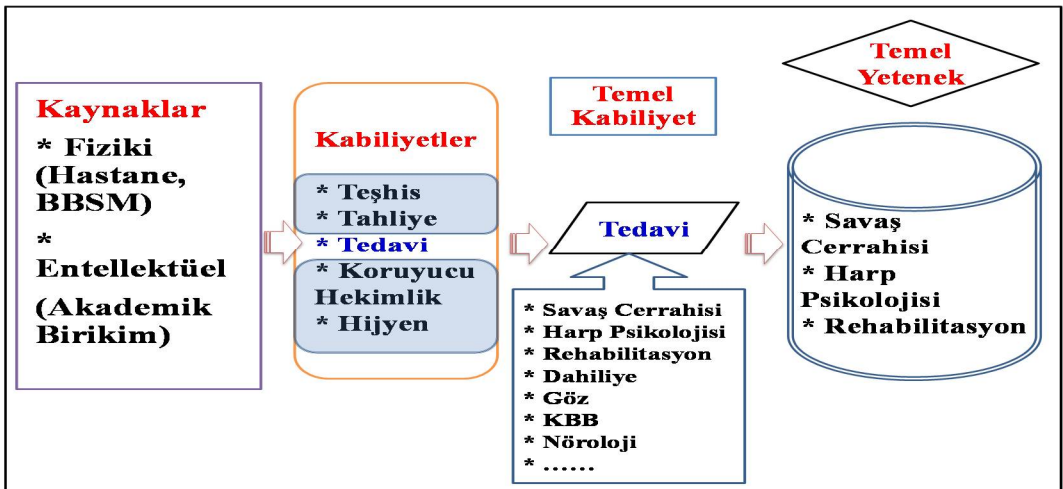 Kaynaklar
* Fiziki
(Hastane,
BBSM)
*
Entellektüel
(Akademik
Birikim)
Kabiliyetler
* Teşhis
* Tahliye
* Tedavi
* Koruyucu
Hekimlik
* Hijyen
Temel
Kabiliyet
Tedavi
* Savaş Cerrahisi
* Harp Psikolojisi
* Rehabilitasyon
* Dahiliye
* Göz
* KBB
* Nöroloji
* ......
Temel
Yetenek
* Savaş
Cerrahisi
* Harp
Psikolojisi
* Rehabilitasyon